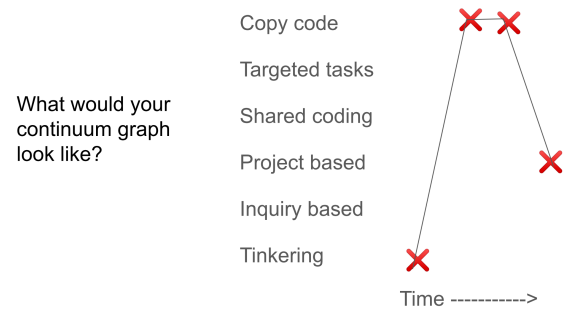 Copy code
Targeted tasks
What would your
continuum graph
look like?
Shared coding
Project based
Inquiry based
Tinkering
Time ----------->